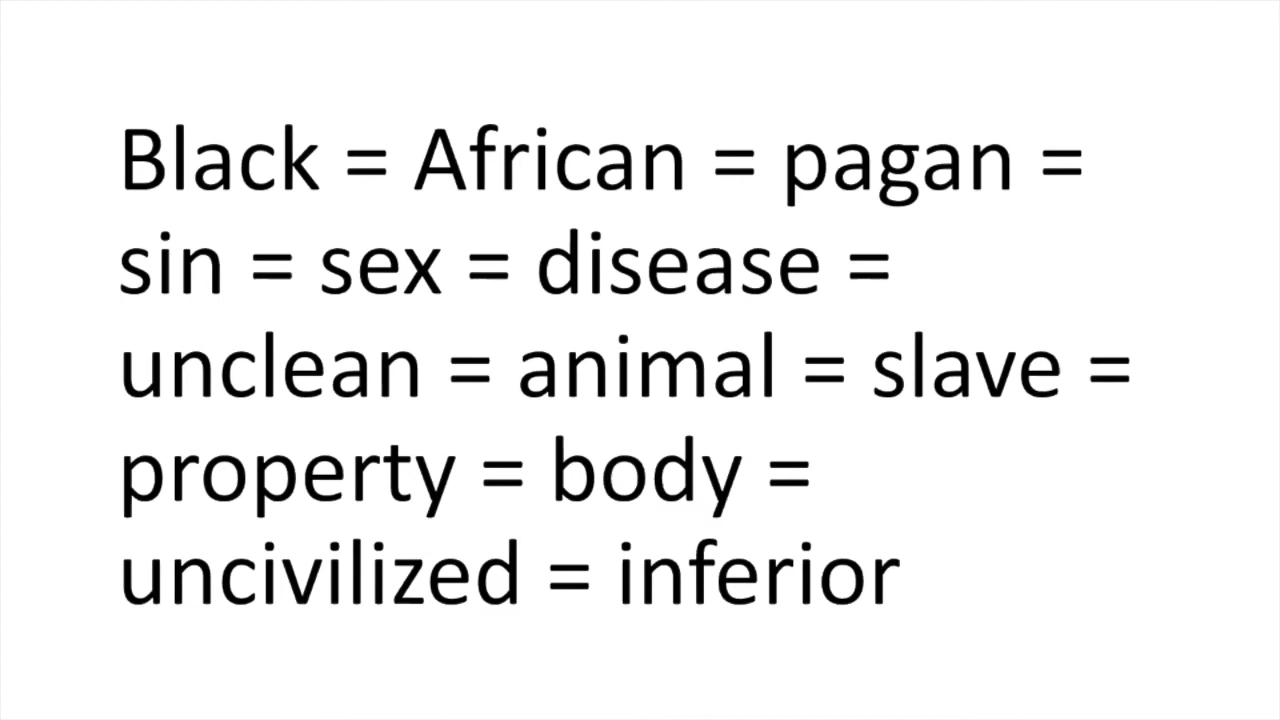 Black = African = pagan =
sin = sex = disease =
unclean = animal = slave =
property = body =
uncivilized = inferior